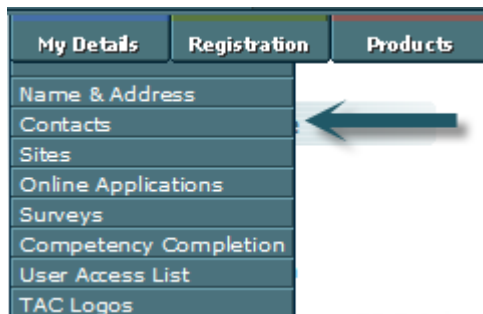 My Details Registration Products
Name & Address
Contacts
Sites
Online Applications
Surveys
Competency Completion
User Access List
TAC Logos